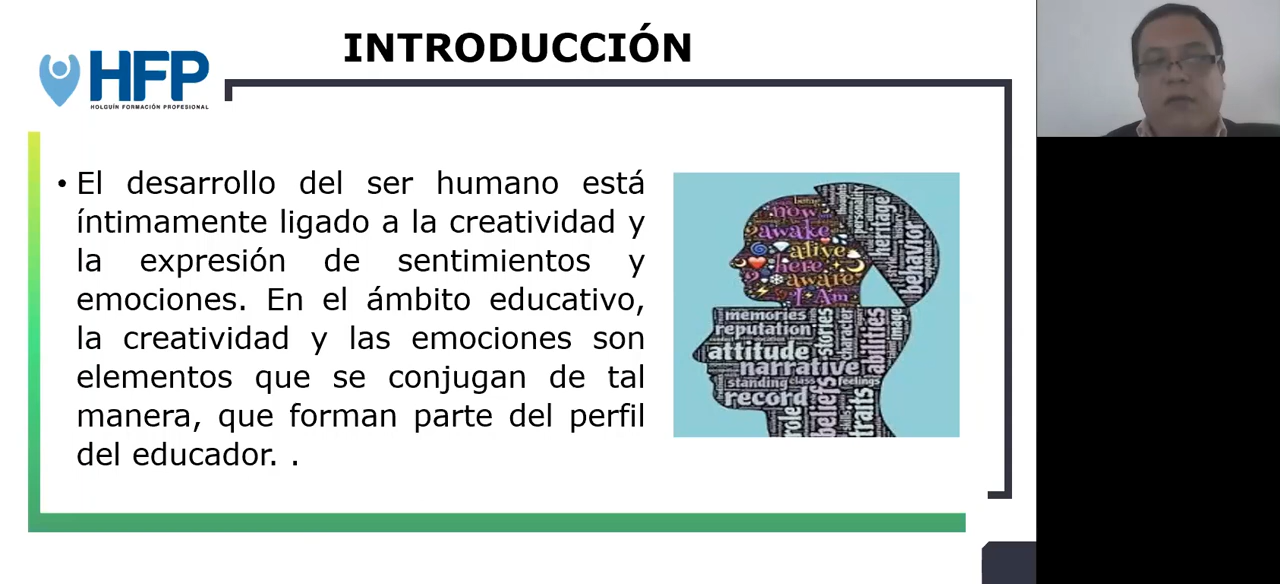 INTRODUCCIÓN
HFP
HOLGUÍN FORMACIÓN PROFESIONAL
• El desarrollo del ser humano está
íntimamente ligado a la creatividad y
la expresión de sentimientos y
emociones. En el ámbito educativo,
la creatividad y las emociones son
elementos que se conjugan de tal
manera, que forman parte del perfil
del educador. .
being
now
awake
alive
here
aware
I Am
personality
heritage
behavior
memories
reputation
stories
character
abilities
image
attitude
narrative
standing class feelings
record
role
beliefs
skills
traits